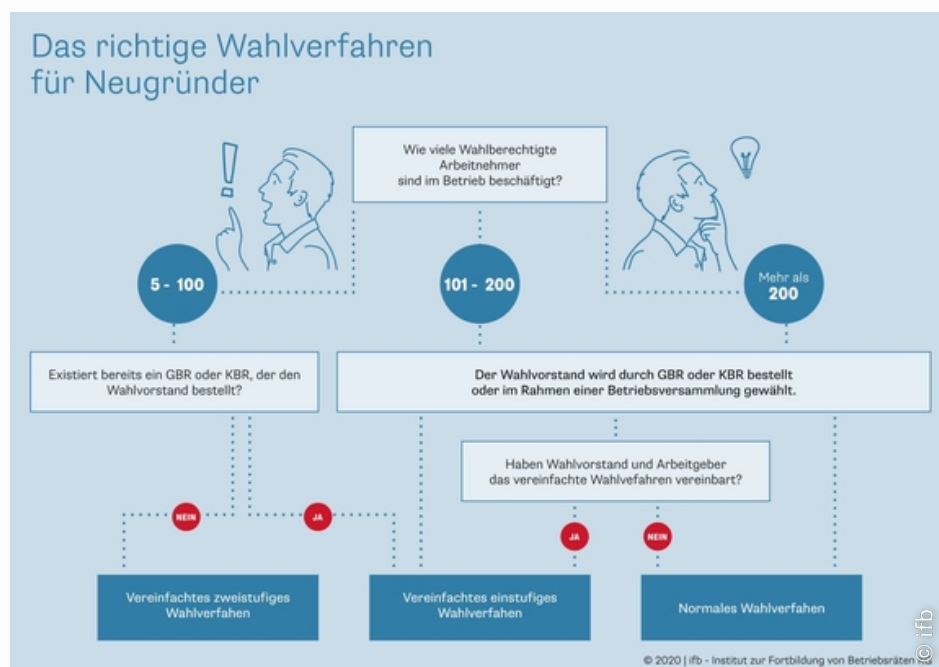 Das richtige Wahlverfahren
für Neugründer
Wie viele Wahlberechtigte
Arbeitnehmer
sind im Betrieb beschäftigt?
5 - 100
101 - 200
Mehr als
200
Existiert bereits ein GBR oder KBR, der den
Wahlvorstand bestellt?
Der Wahlvorstand wird durch GBR oder KBR bestellt
oder im Rahmen einer Betriebsversammlung gewählt.
Haben Wahlvorstand und Arbeitgeber
das vereinfachte Wahlvefahren vereinbart?
NEIN
JA
JA
NEIN
Vereinfachtes zweistufiges
Wahlverfahen
Vereinfachtes einstufiges
Wahlverfahen
Normales Wahlverfahen
© 2020 | ifb - Institut zur Fortbildung von Betriebsräten
© ifb